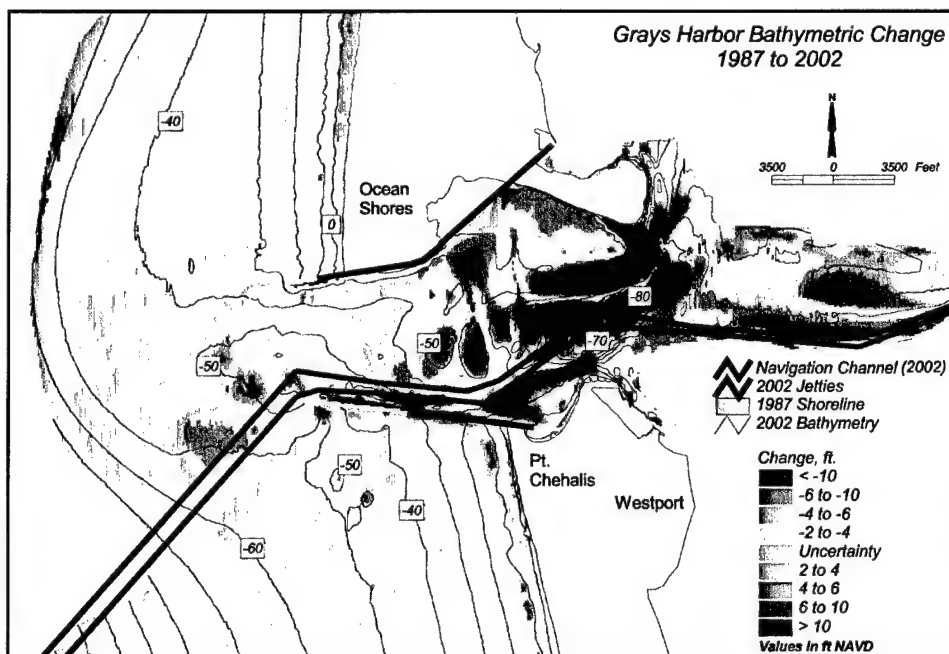 Grays Harbor Bathymetric Change
1987 to 2002
N
3500 0 3500 Feet
-40
Ocean
Shores
0
-80
-50
-70
-50
Navigation Channel (2002)
2002 Jetties
1987 Shoreline
2002 Bathymetry
-50
Pt.
Chehalis
-40
Westport
-60
Change, ft.
< -10
-6 to -10
-4 to -6
-2 to -4
Uncertainty
2 to 4
4 to 6
6 to 10
> 10
Values in ft NAVD